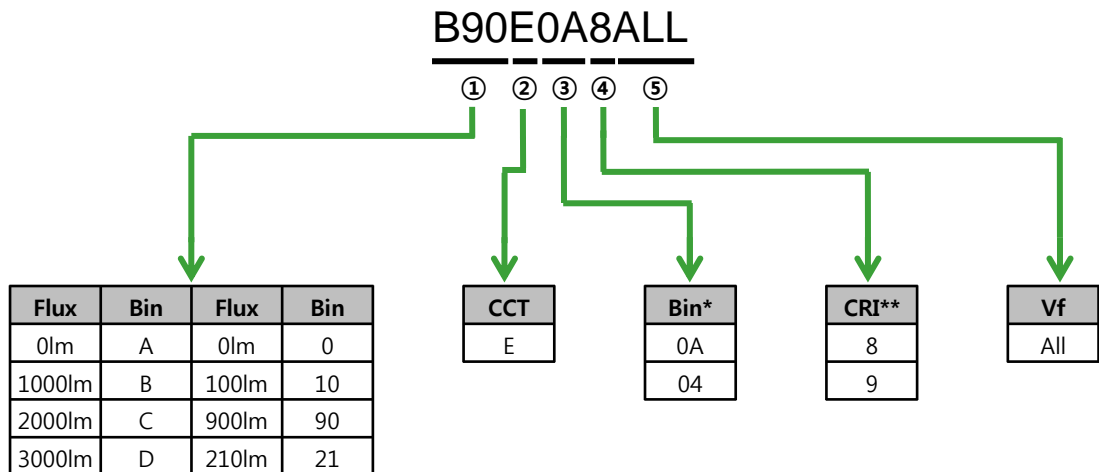 B90E0A8ALL
① ② ③ ④ ⑤
Flux Bin Flux Bin
0lm A 0lm 0
1000lm B 100lm 10
2000lm C 900lm 90
3000lm D 210lm 21
CCT
E
Bin*
0A
04
CRI**
8
9
Vf
All